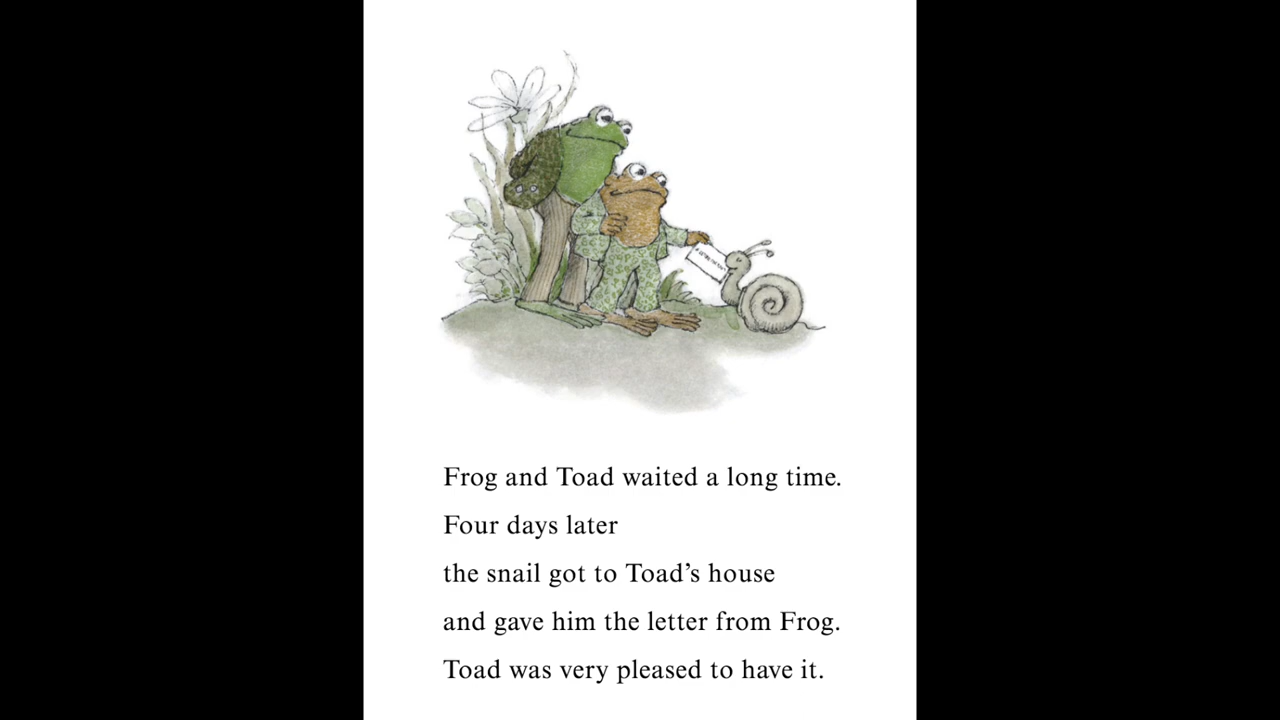 Frog and Toad waited a long time.
Four days later
the snail got to Toad’s house
and gave him the letter from Frog.
Toad was very pleased to have it.